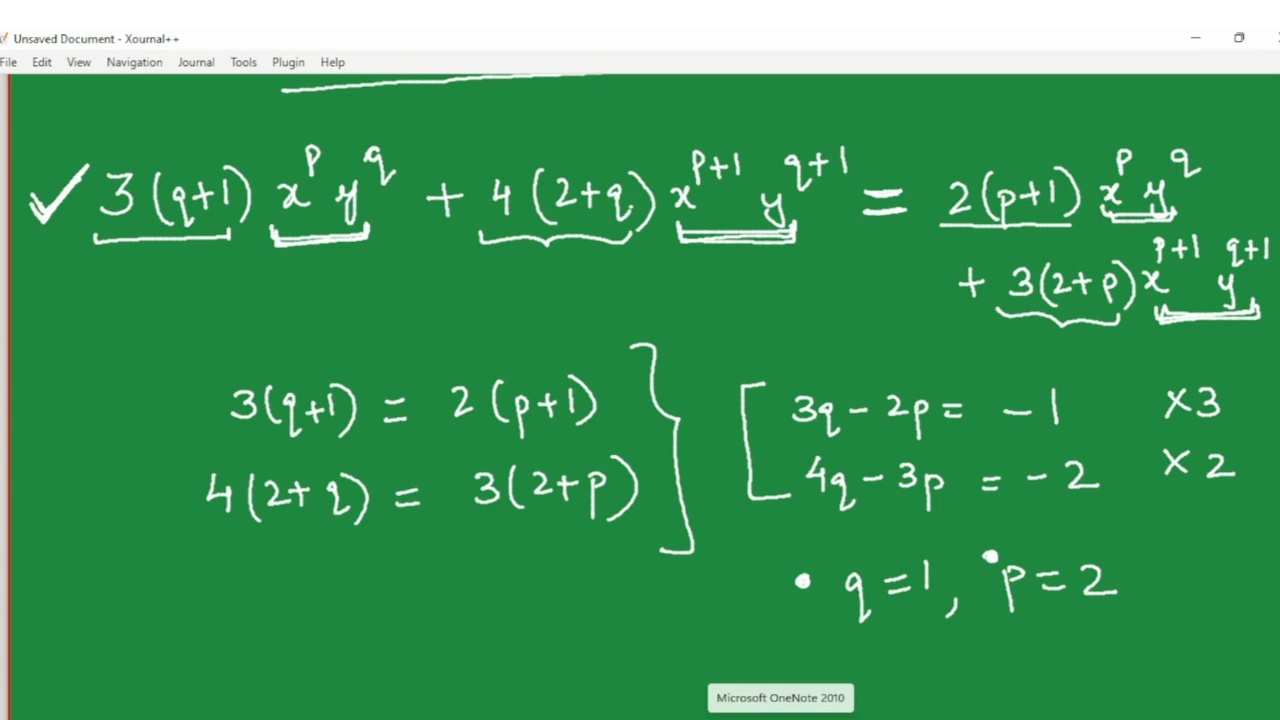 Unsaved Document - Xournal++
File Edit View Navigation Journal Tools Plugin Help
✓ 3(q+1) x^p y^q + 4(2+q) x^{p+1} y^{q+1} = 2(p+1) x^p y^q
+ 3(2+p) x^{p+1} y^{q+1}
3(q+1) = 2(p+1)
4(2+q) = 3(2+p)
3q - 2p = -1 ×3
4q - 3p = -2 ×2
• q=1, • p=2
Microsoft OneNote 2010